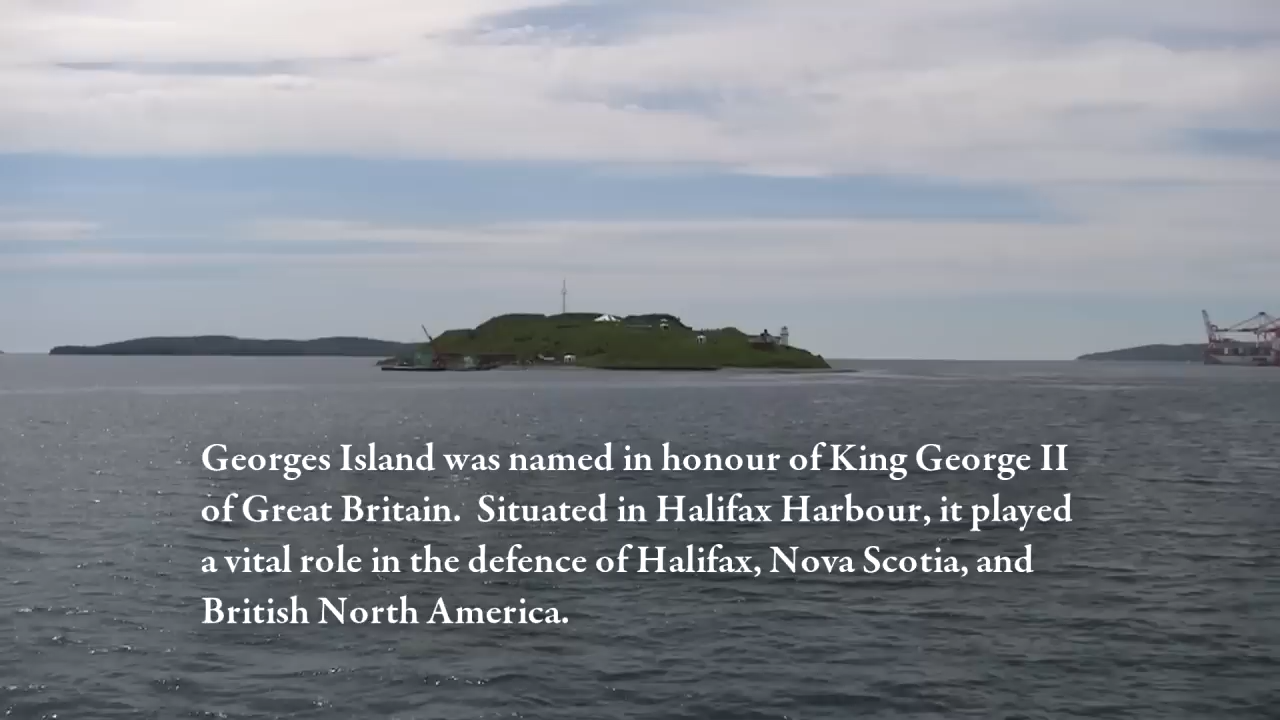 Georges Island was named in honour of King George II
of Great Britain.  Situated in Halifax Harbour, it played
a vital role in the defence of Halifax, Nova Scotia, and
British North America.